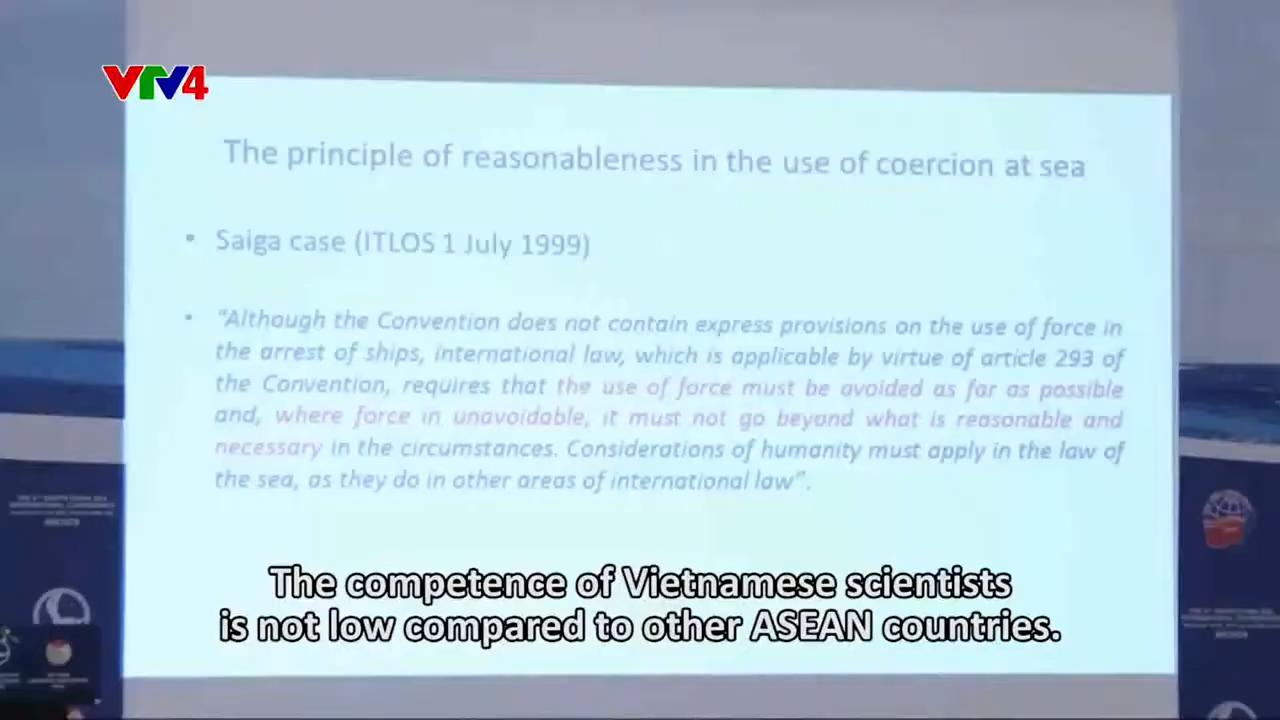 VTV4
The principle of reasonableness in the use of coercion at sea
• Saiga case (ITLOS 1 July 1999)
• "Although the Convention does not contain express provisions on the use of force in
the arrest of ships, international law, which is applicable by virtue of article 293 of
the Convention, requires that the use of force must be avoided as far as possible
and, where force in unavoidable, it must not go beyond what is reasonable and
necessary in the circumstances. Considerations of humanity must apply in the law of
the sea, as they do in other areas of international law".
The competence of Vietnamese scientists
is not low compared to other ASEAN countries.